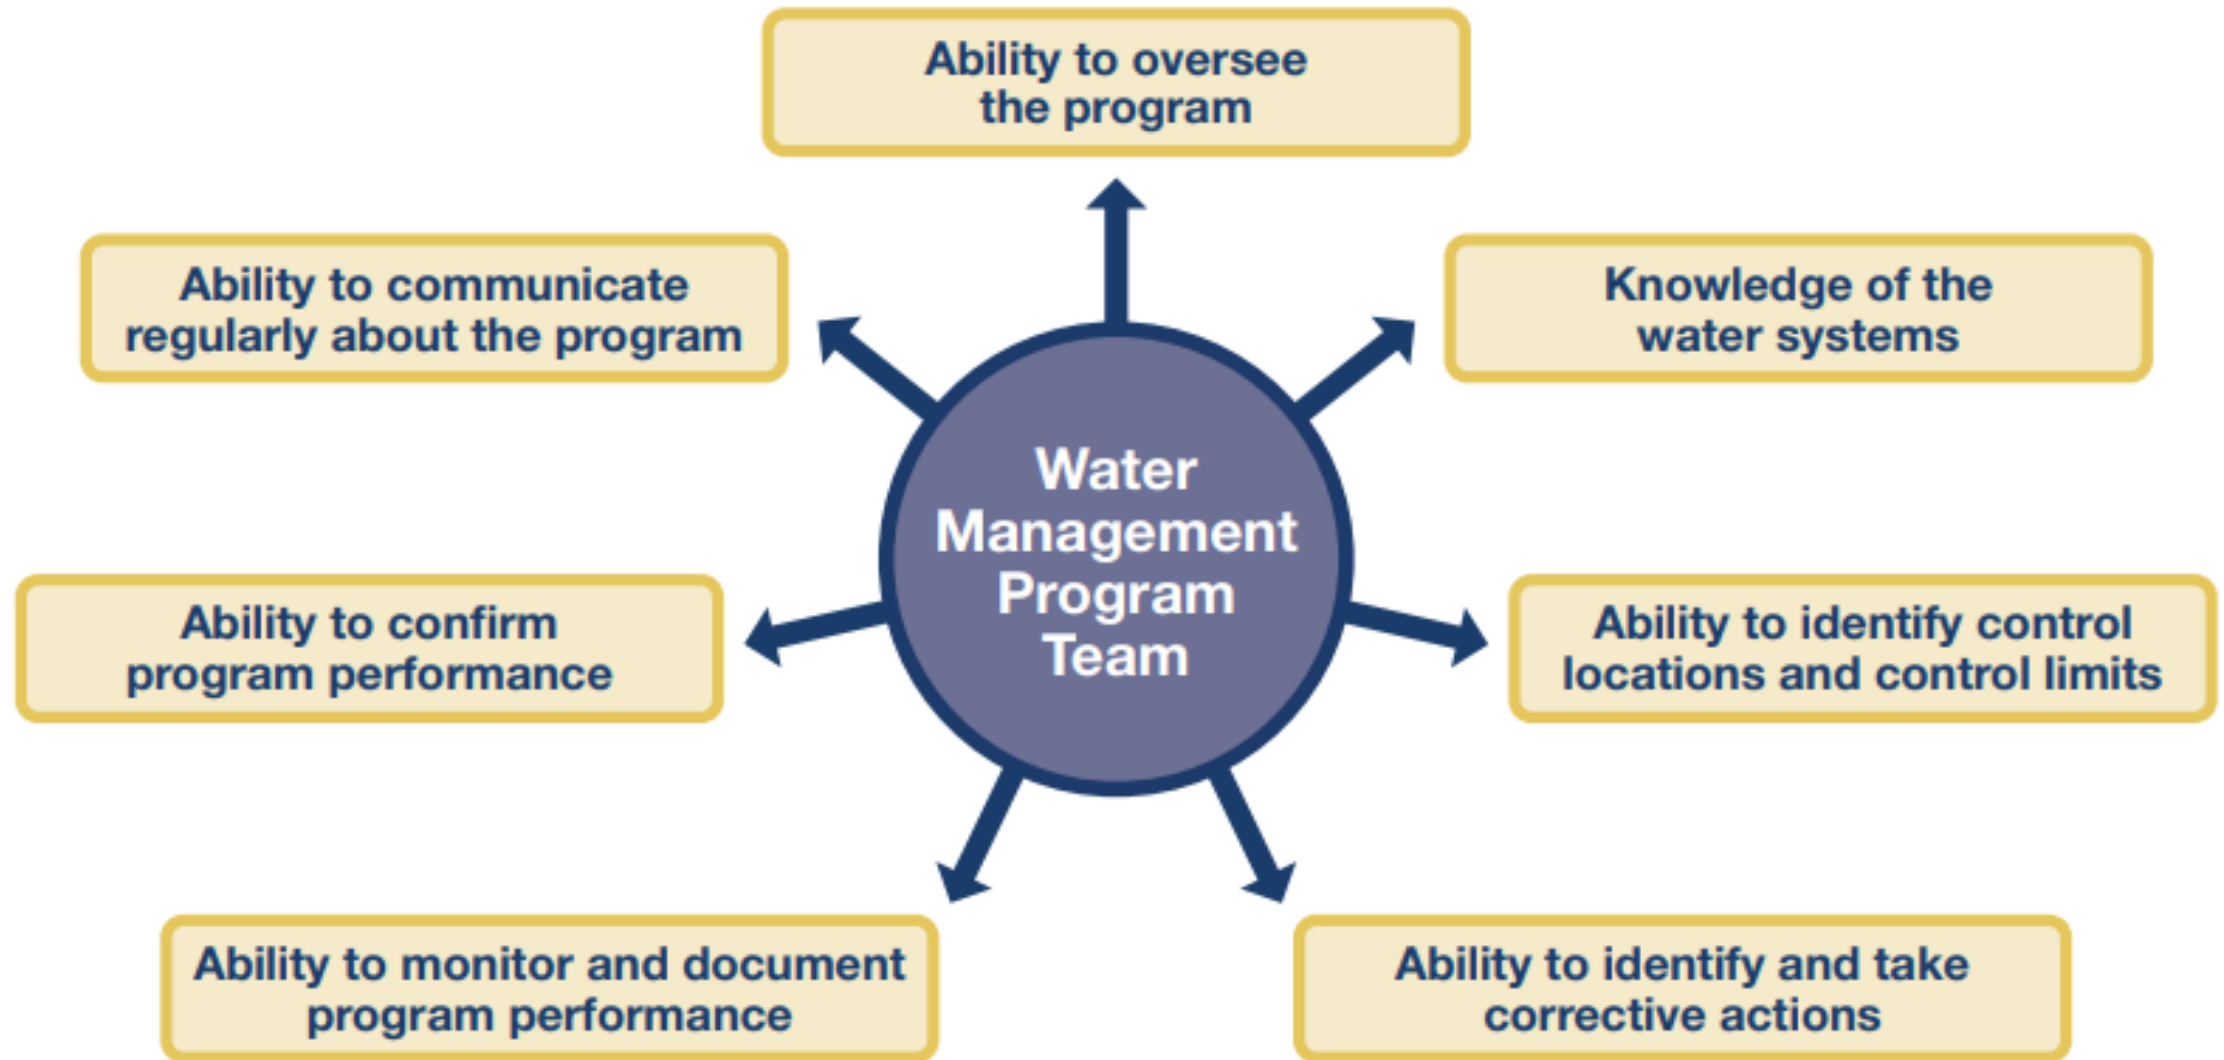 Ability to oversee
the program
Ability to communicate
regularly about the program
Knowledge of the
water systems
Water
Management
Program
Team
Ability to confirm
program performance
Ability to identify control
locations and control limits
Ability to monitor and document
program performance
Ability to identify and take
corrective actions